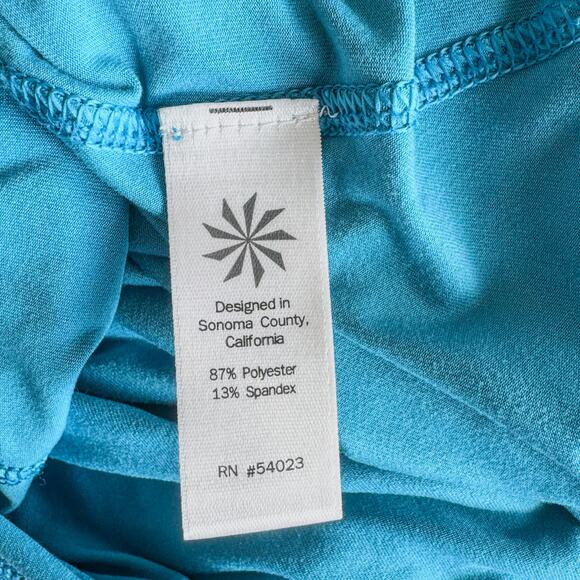 Designed in
Sonoma County,
California
87% Polyester
13% Spandex
RN #54023